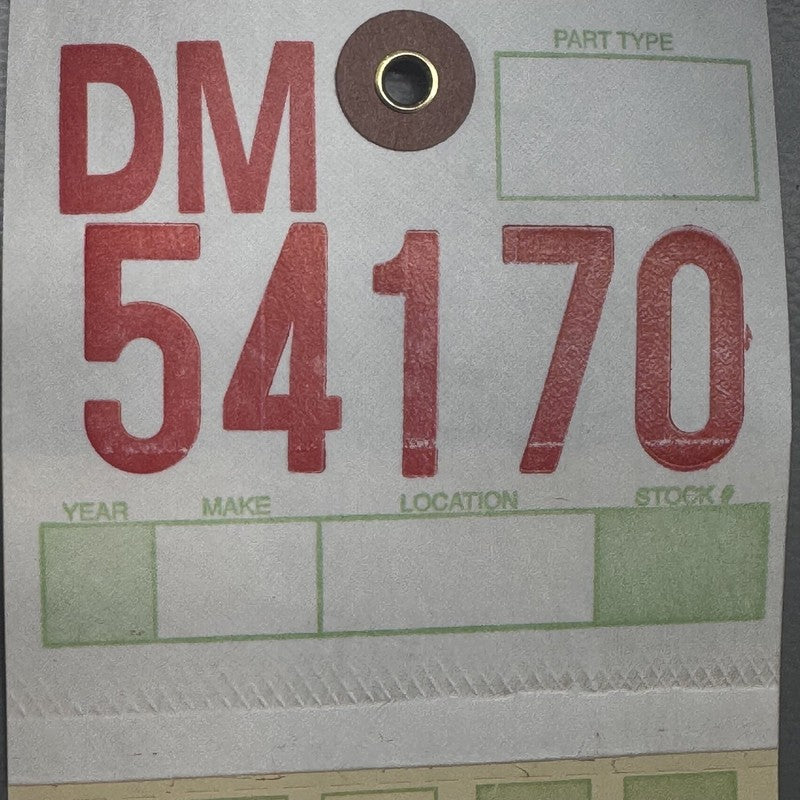 DM
PART TYPE
54170
YEAR MAKE LOCATION STOCK #